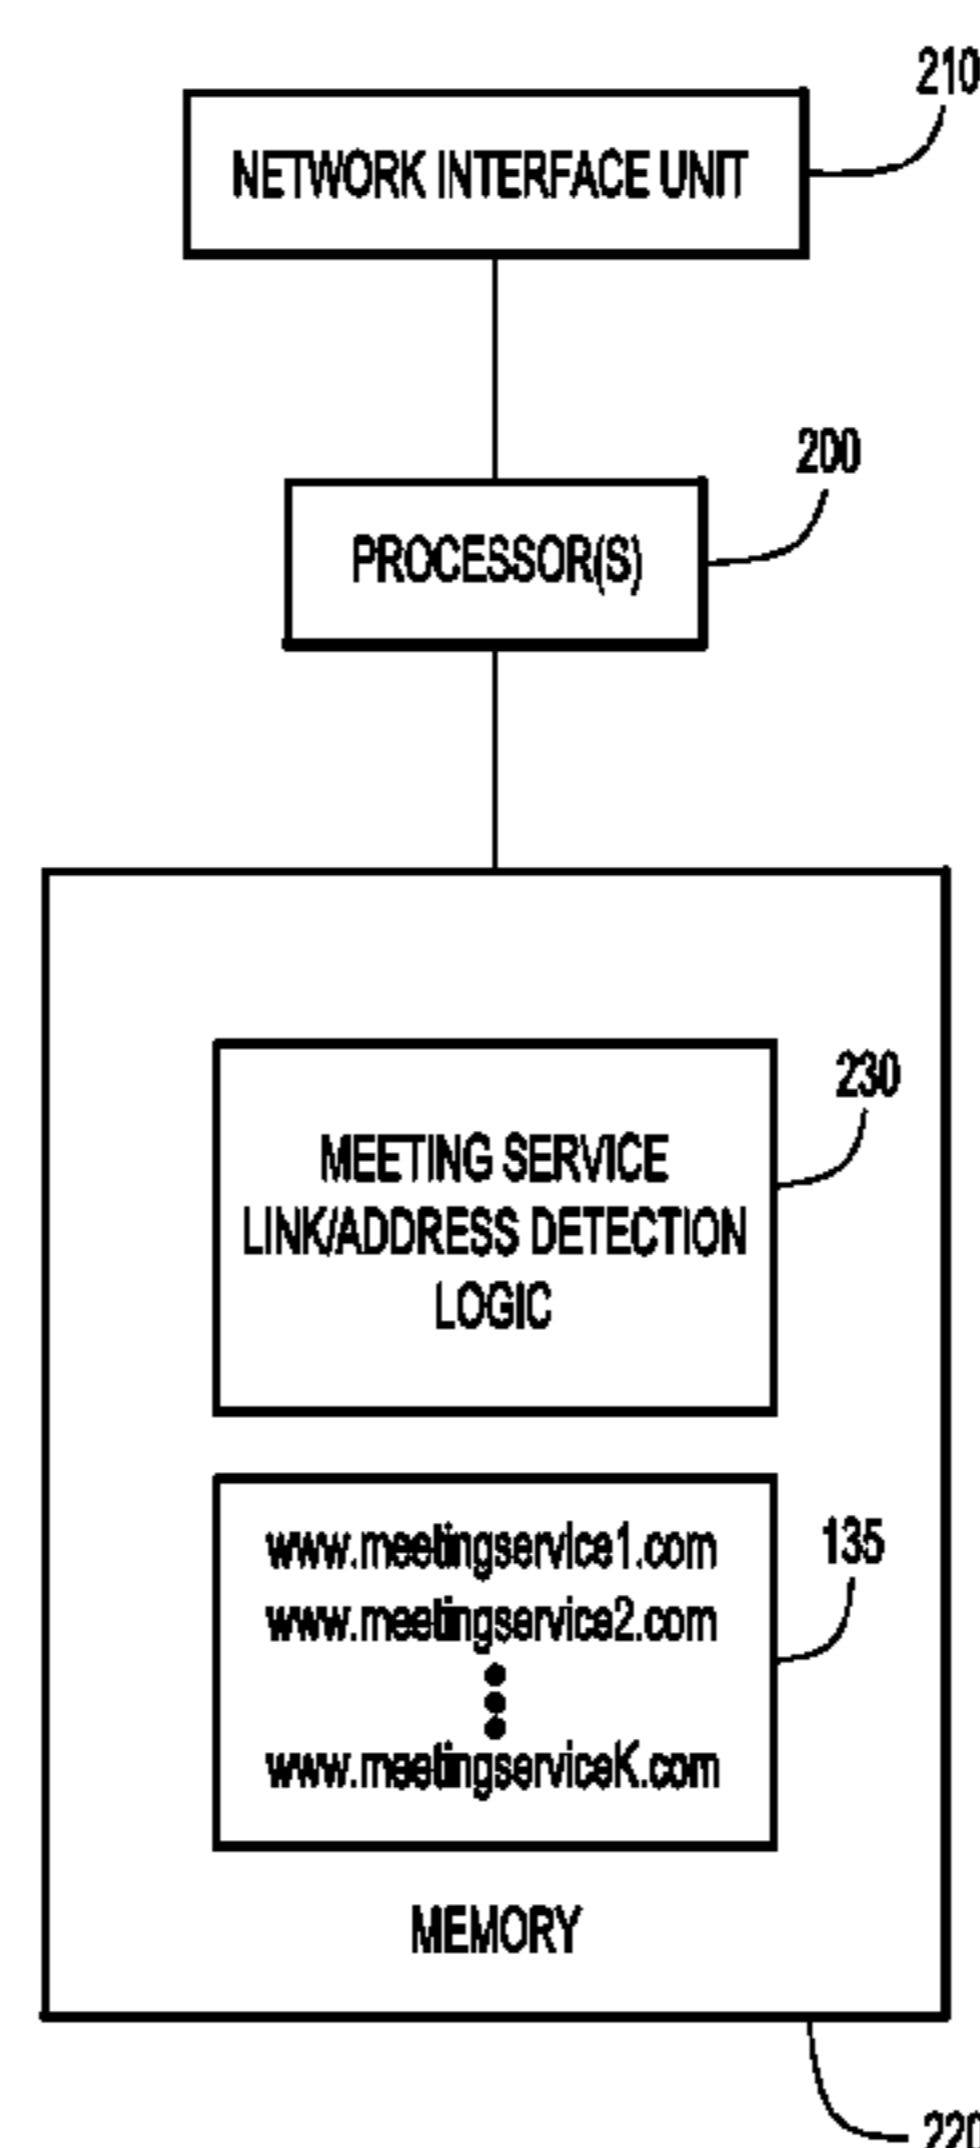 210
NETWORK INTERFACE UNIT
200
PROCESSOR(S)
230
MEETING SERVICE
LINK/ADDRESS DETECTION
LOGIC
135
www.meetingservice1.com
www.meetingservice2.com
www.meetingserviceK.com
MEMORY
220